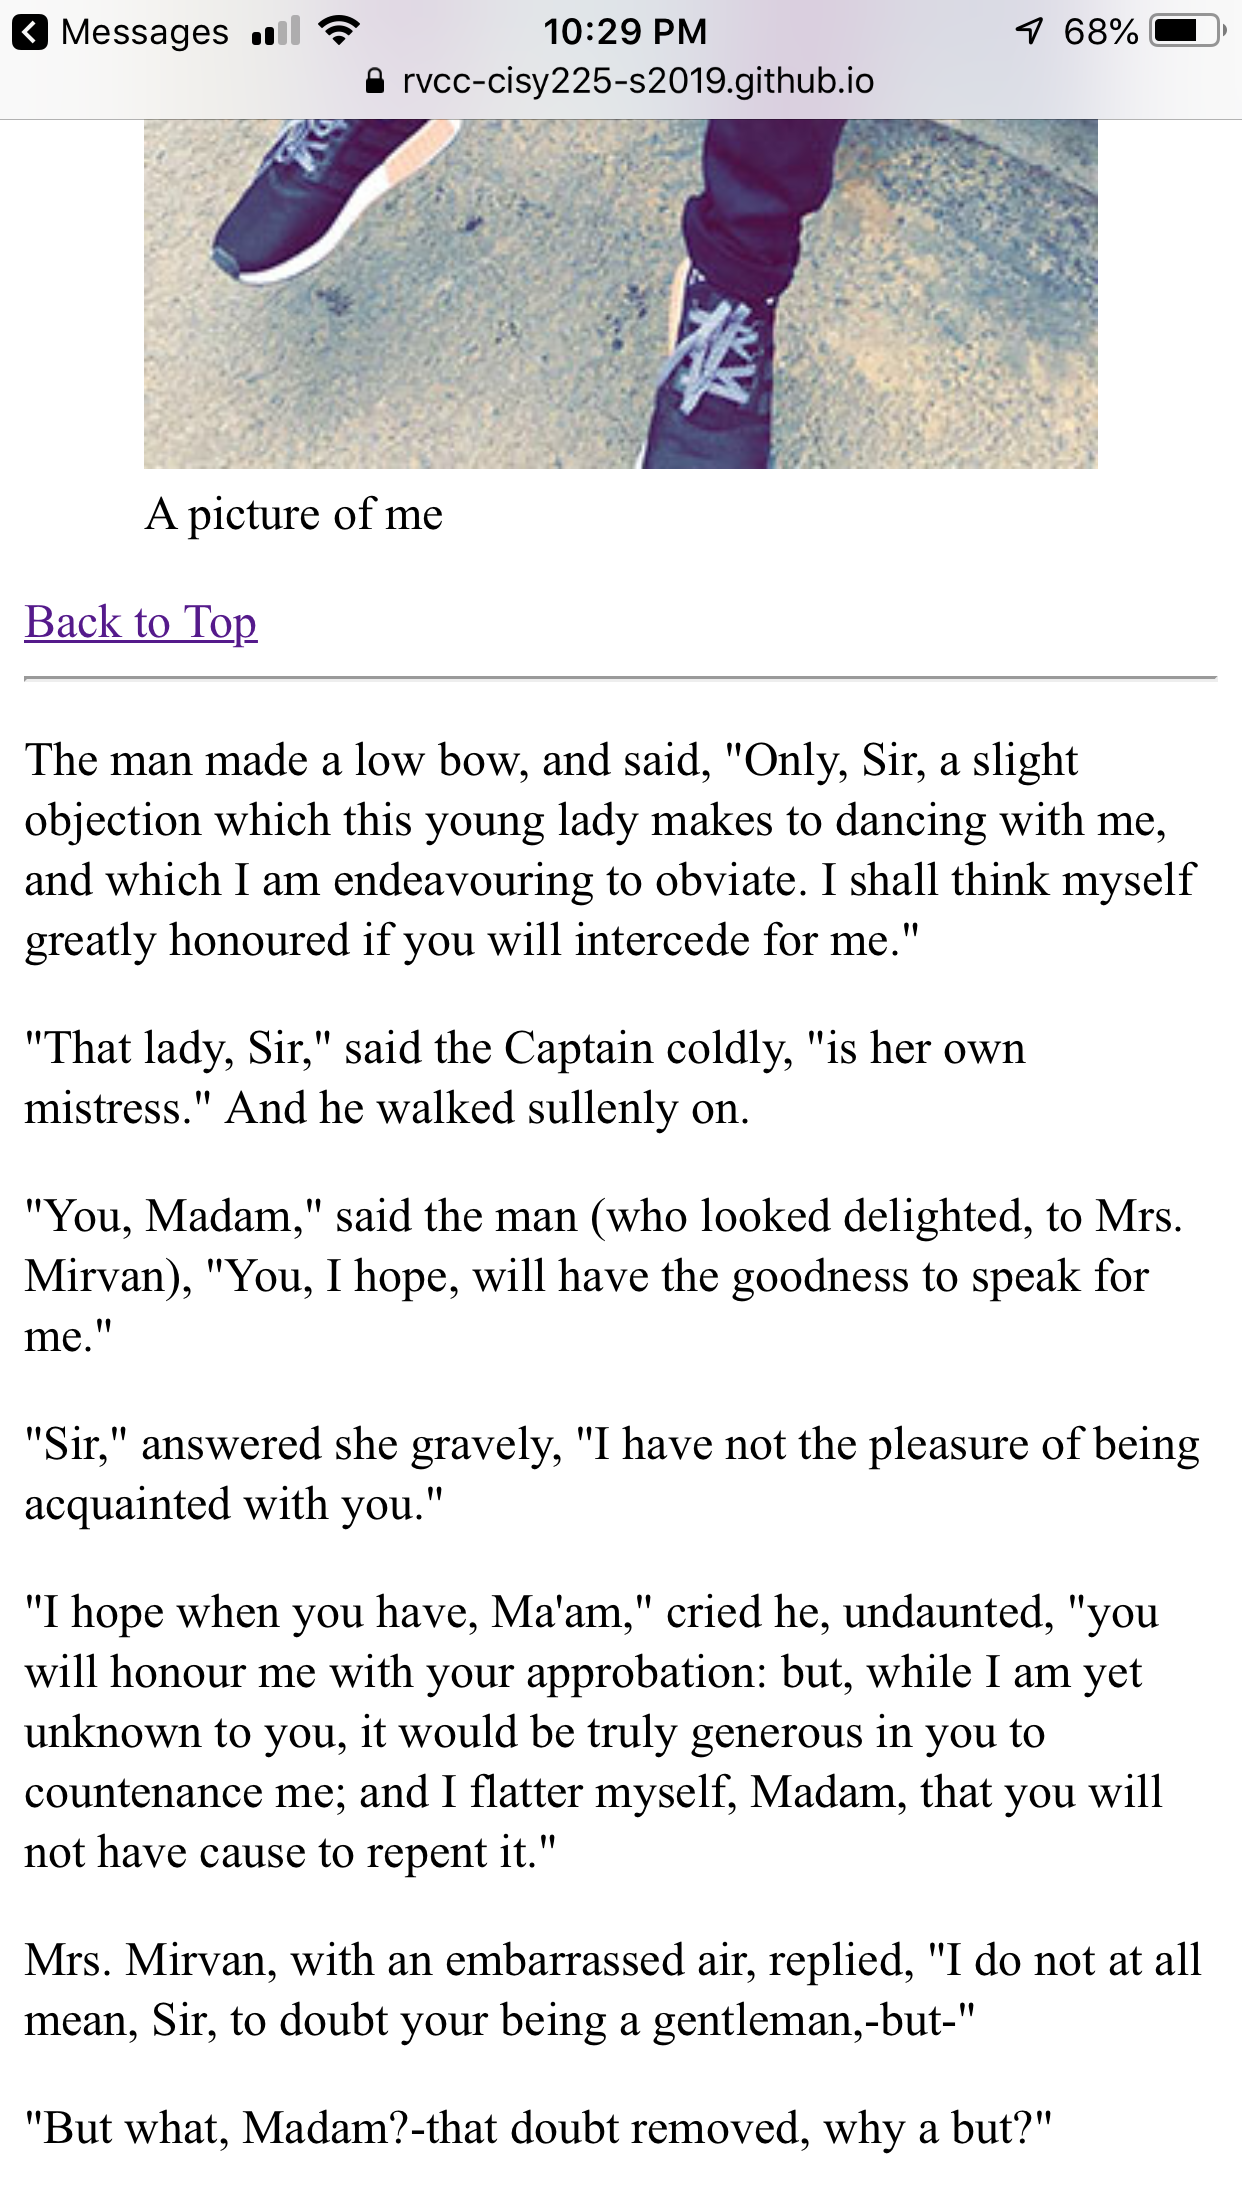 Messages 10:29 PM 68%
rvcc-cisy225-s2019.github.io
A picture of me
Back to Top
The man made a low bow, and said, "Only, Sir, a slight
objection which this young lady makes to dancing with me,
and which I am endeavouring to obviate. I shall think myself
greatly honoured if you will intercede for me."
"That lady, Sir," said the Captain coldly, "is her own
mistress." And he walked sullenly on.
"You, Madam," said the man (who looked delighted, to Mrs.
Mirvan), "You, I hope, will have the goodness to speak for
me."
"Sir," answered she gravely, "I have not the pleasure of being
acquainted with you."
"I hope when you have, Ma'am," cried he, undaunted, "you
will honour me with your approbation: but, while I am yet
unknown to you, it would be truly generous in you to
countenance me; and I flatter myself, Madam, that you will
not have cause to repent it."
Mrs. Mirvan, with an embarrassed air, replied, "I do not at all
mean, Sir, to doubt your being a gentleman,-but-"
"But what, Madam?-that doubt removed, why a but?"